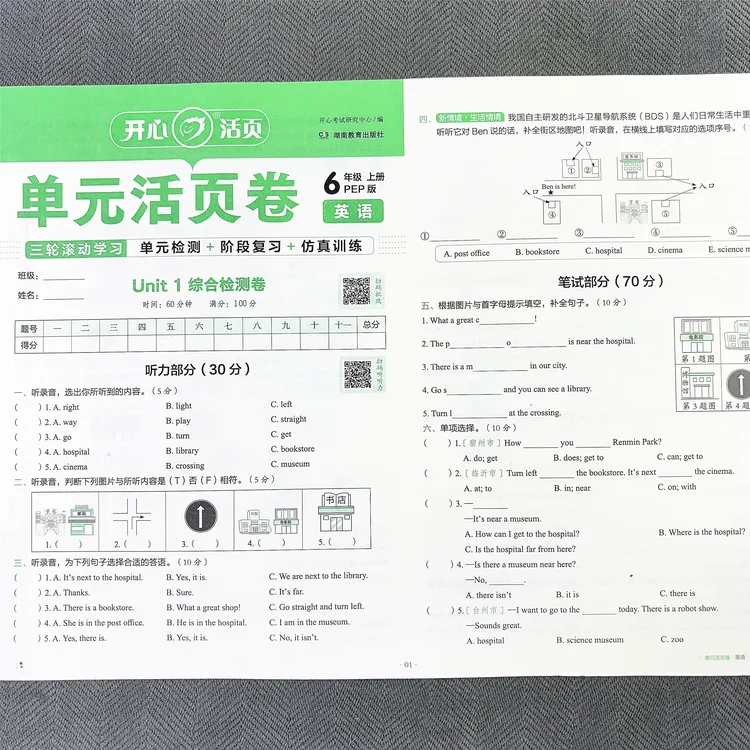 开心 活页
开心考试研究中心/编
湖南教育出版社
单元活页卷
6年级 上册
PEP版
英语
三轮滚动学习 单元检测+阶段复习+仿真训练
班级:
姓名:
Unit 1 综合检测卷
时间:60分钟 满分:100分
题号 一 二 三 四 五 六 七 八 九 十 十一 总分
得分
听力部分(30分)
一、听录音,选出你所听到的内容。(5分)
( )1. A. right B. light C. left
( )2. A. way B. play C. straight
( )3. A. go B. turn C. get
( )4. A. hospital B. library C. bookstore
( )5. A. cinema B. crossing C. museum
二、听录音,判断下列图片与所听内容是(T)否(F)相符。(5分)
书店
1. ( ) 2. ( ) 3. ( ) 4. ( ) 5. ( )
三、听录音,为下列句子选择合适的答语。(10分)
( )1. A. It's next to the hospital. B. Yes, it is. C. We are next to the library.
( )2. A. Thanks. B. Sure. C. It's far.
( )3. A. There is a bookstore. B. What a great shop! C. Go straight and turn left.
( )4. A. She is in the post office. B. He is in the hospital. C. I am in the museum.
( )5. A. Yes, there is. B. Yes, it is. C. No, it isn't.
· 01 ·
四、 新情境·生活情境 我国自主研发的北斗卫星导航系统(BDS)是人们日常生活中重
听听它对 Ben 说的话,补全街区地图吧!听录音,在横线上填写对应的选项序号。(
入口
① ② ③
Ben is here!
入口
④ ⑤
入口
① ② ③ ④ ⑤
A. post office B. bookstore C. hospital D. cinema E. science m
笔试部分(70分)
五、根据图片与首字母提示填空,补全句子。(10分)
1. What a great c____________!
2. The p____________ o____________ is near the hospital.
3. There is a m____________ in our city.
4. Go s____________ and you can see a library.
5. Turn l____________ at the crossing.
电影院
第1题图
博物馆
第3题图 第4
六、单项选择。(10分)
( )1. [宿州市] How ________ you ________ Renmin Park?
A. do; get B. does; get to C. can; get to
( )2. [临沂市] Turn left ________ the bookstore. It's next ________ the cinema.
A. at; to B. in; near C. on; with
( )3. —________
—It's near a museum.
A. How can I get to the hospital? B. Where is the hospital?
C. Is the hospital far from here?
( )4. —Is there a museum near here?
—No, ________.
A. there isn't B. it is C. there is
( )5. [台州市] —I want to go to the ________ today. There is a robot show.
—Sounds great.
A. hospital B. science museum C. zoo
单元活页卷 英语